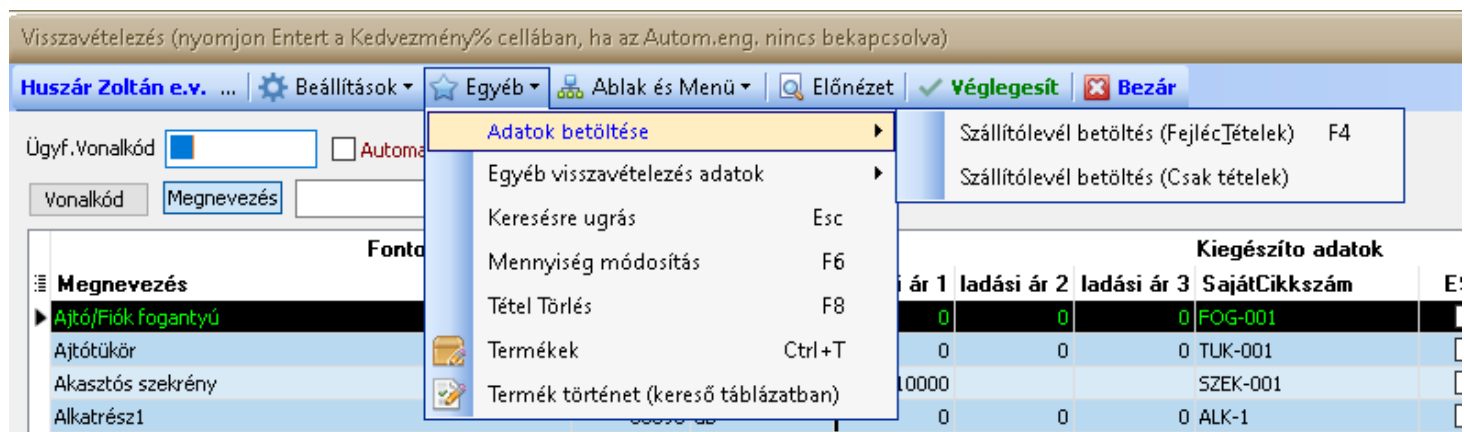 Visszavételezés (nyomjon Entert a Kedvezmény% cellában, ha az Autom.eng. nincs bekapcsolva)
Huszár Zoltán e.v. ... Beállítások Egyéb Ablak és Menü Előnézet Véglegesít Bezár
Adatok betöltése
Szállítólevél betöltés (FejlécTételek) F4
Ügyf.Vonalkód Automa
Egyéb visszavételezés adatok
Szállítólevél betöltés (Csak tételek)
Vonalkód Megnevezés
Keresésre ugrás Esc
Mennyiség módosítás F6
Tétel Törlés F8
Termékek Ctrl+T
Termék történet (kereső táblázatban)
Fonto Kiegészíto adatok
Megnevezés i ár 1 ladási ár 2 ladási ár 3 SajátCikkszám
Ajtó/Fiók fogantyú 0 0 0 FOG-001
Ajtótükör 0 0 0 TUK-001
Akasztós szekrény 10000 SZEK-001
Alkatrész1 0 0 0 ALK-1